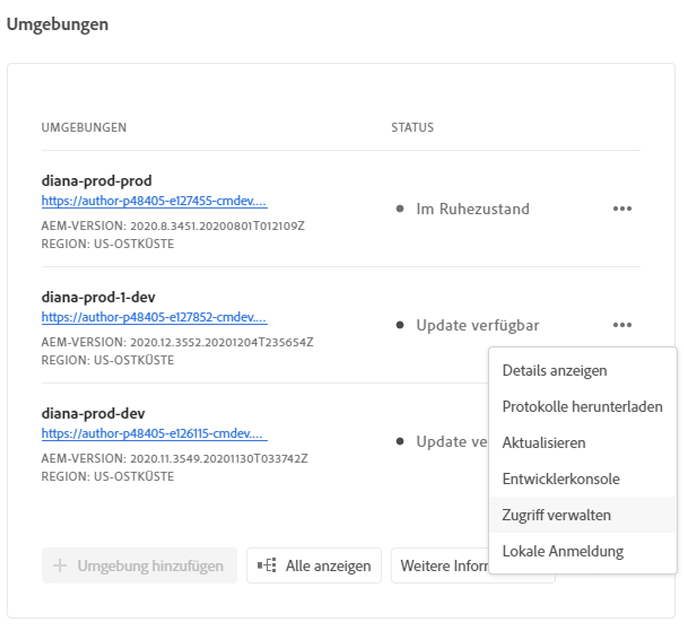 Umgebungen
UMGEBUNGEN STATUS
diana-prod-prod
https://author-p48405-e127455-cmdev....
AEM-VERSION: 2020.8.3451.20200801T012109Z
REGION: US-OSTKÜSTE
Im Ruhezustand
diana-prod-1-dev
https://author-p48405-e127852-cmdev....
AEM-VERSION: 2020.12.3552.20201204T235654Z
REGION: US-OSTKÜSTE
Update verfügbar
diana-prod-dev
https://author-p48405-e126115-cmdev....
AEM-VERSION: 2020.11.3549.20201130T033742Z
REGION: US-OSTKÜSTE
Update ve
Details anzeigen
Protokolle herunterladen
Aktualisieren
Entwicklerkonsole
Zugriff verwalten
Lokale Anmeldung
Umgebung hinzufügen
Alle anzeigen
Weitere Infor